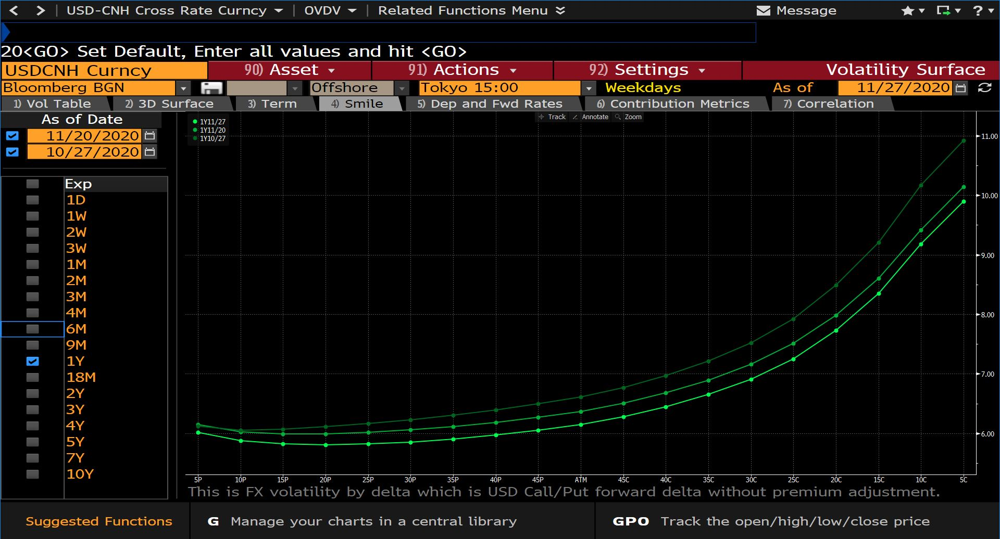 USD-CNH Cross Rate Curncy OVDV Related Functions Menu Message ?
20<GO> Set Default, Enter all values and hit <GO>
USDCNH Curncy 90) Asset 91) Actions 92) Settings Volatility Surface
Bloomberg BGN Offshore Tokyo 15:00 Weekdays As of 11/27/2020
1) Vol Table 2) 3D Surface 3) Term 4) Smile 5) Dep and Fwd Rates 6) Contribution Metrics 7) Correlation
As of Date
11/20/2020
10/27/2020
Exp
1D
1W
2W
3W
1M
2M
3M
4M
6M
9M
1Y
18M
2Y
3Y
4Y
5Y
7Y
10Y
Track Annotate Zoom
1Y11/27
1Y11/20
1Y10/27
11.00
10.00
9.00
8.00
7.00
6.00
5P 10P 15P 20P 25P 30P 35P 40P 45P ATM 45C 40C 35C 30C 25C 20C 15C 10C 5C
This is FX volatility by delta which is USD Call/Put forward delta without premium adjustment.
Suggested Functions G Manage your charts in a central library GPO Track the open/high/low/close price